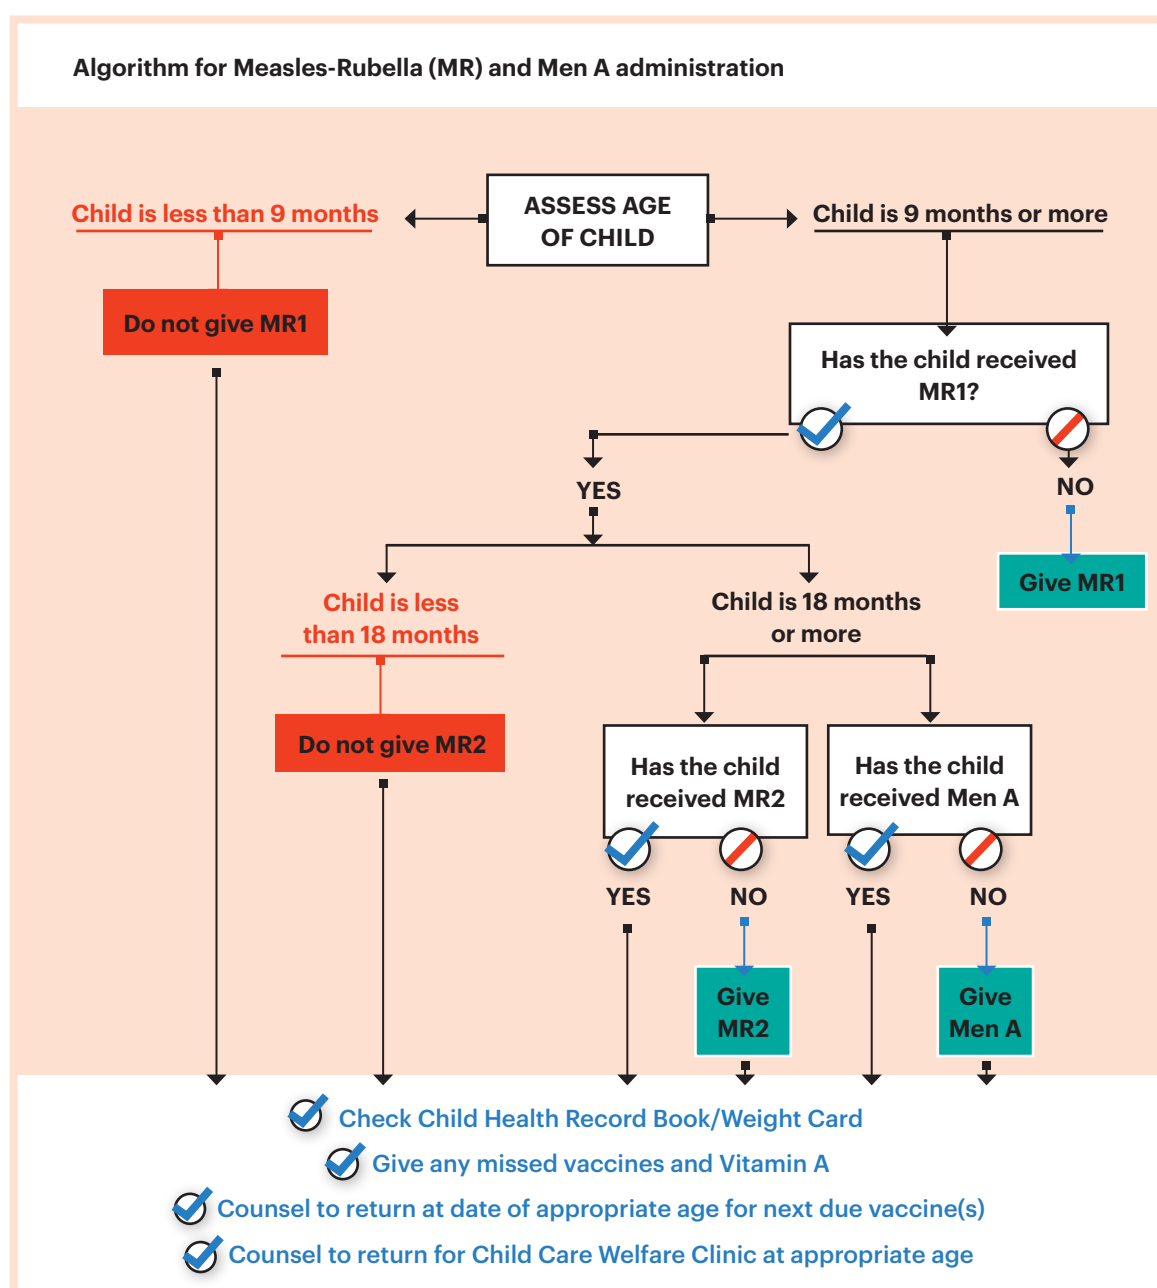 Algorithm for Measles-Rubella (MR) and Men A administration
ASSESS AGE
OF CHILD
Child is less than 9 months
Child is 9 months or more
Do not give MR1
Has the child received
MR1?
YES
NO
Give MR1
Child is less
than 18 months
Child is 18 months
or more
Do not give MR2
Has the child
received MR2
Has the child
received Men A
YES
NO
YES
NO
Give
MR2
Give
Men A
Check Child Health Record Book/Weight Card
Give any missed vaccines and Vitamin A
Counsel to return at date of appropriate age for next due vaccine(s)
Counsel to return for Child Care Welfare Clinic at appropriate age